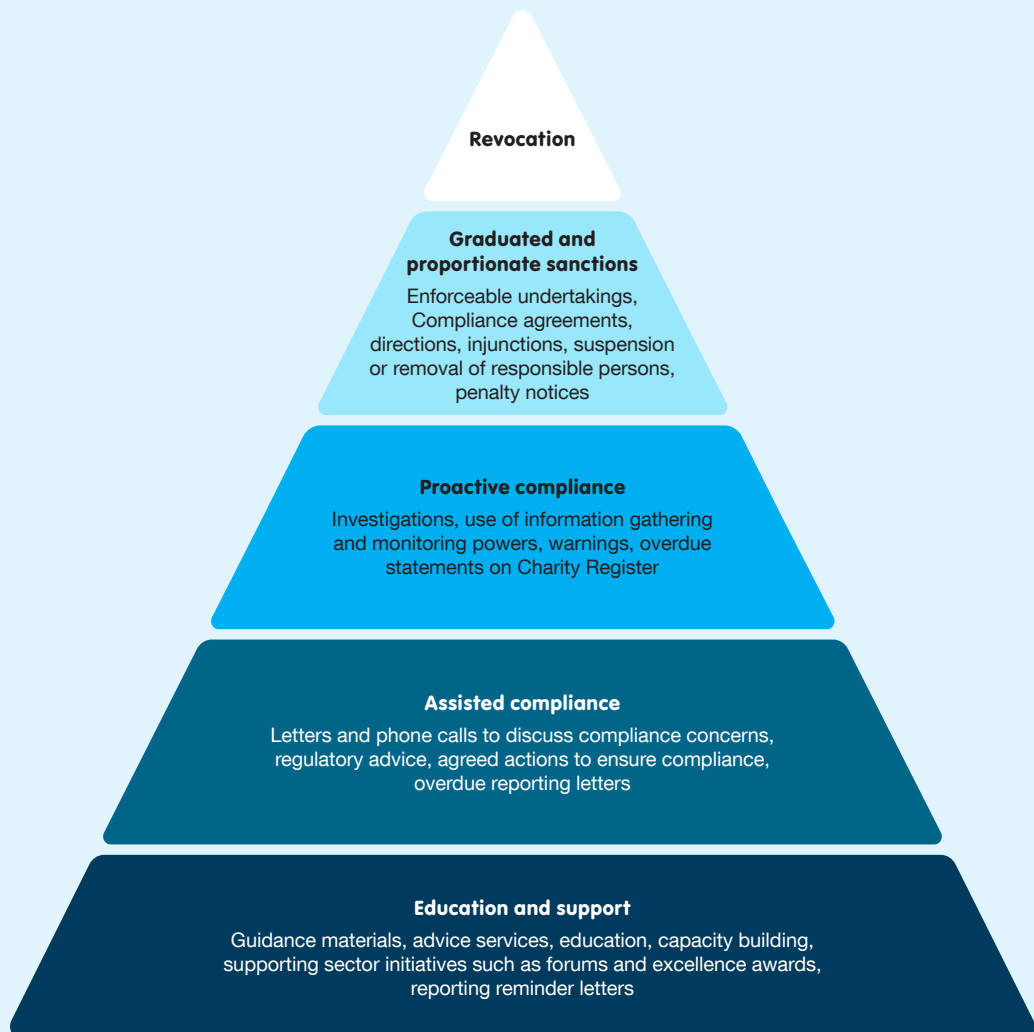 Revocation
Graduated and
proportionate sanctions
Enforceable undertakings,
Compliance agreements,
directions, injunctions, suspension
or removal of responsible persons,
penalty notices
Proactive compliance
Investigations, use of information gathering
and monitoring powers, warnings, overdue
statements on Charity Register
Assisted compliance
Letters and phone calls to discuss compliance concerns,
regulatory advice, agreed actions to ensure compliance,
overdue reporting letters
Education and support
Guidance materials, advice services, education, capacity building,
supporting sector initiatives such as forums and excellence awards,
reporting reminder letters